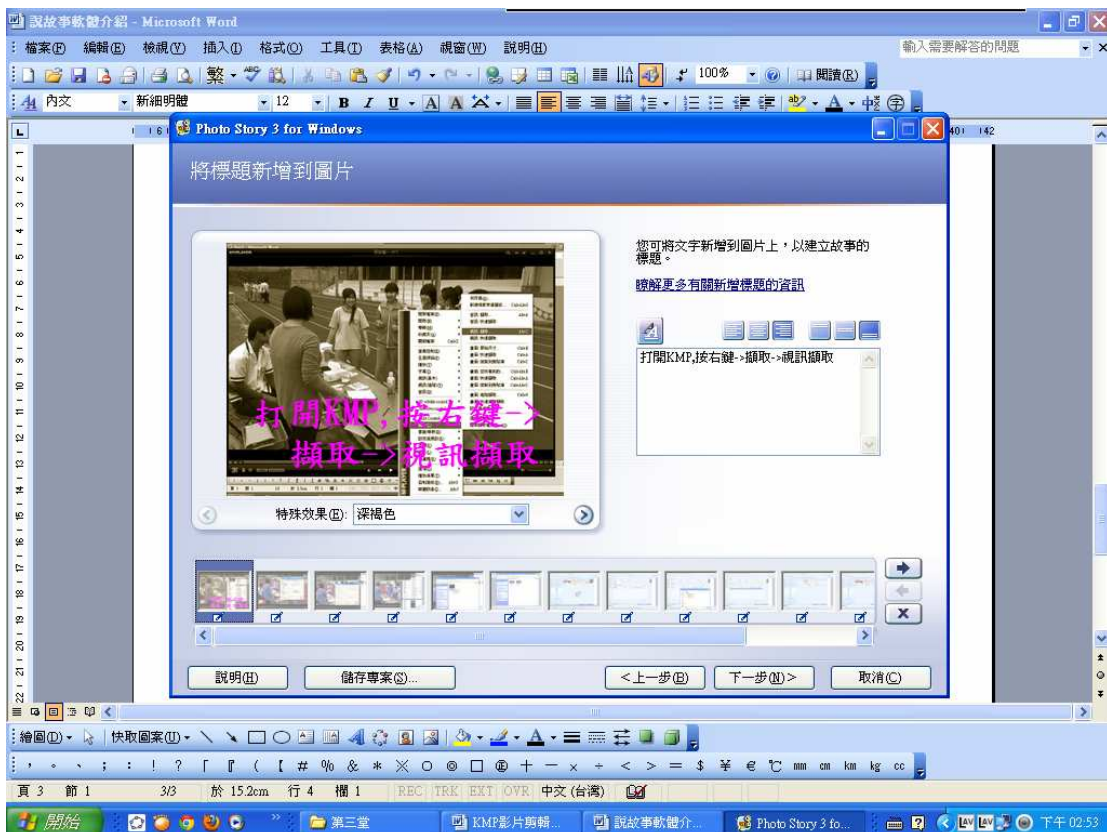 說故事軟體介紹 - Microsoft Word
檔案(F) 編輯(E) 檢視(V) 插入(I) 格式(O) 工具(T) 表格(A) 視窗(W) 說明(H) 輸入需要解答的問題
繁 100% 閱讀(R)
內文 新細明體 12 B I U A A
Photo Story 3 for Windows
將標題新增到圖片
您可將文字新增到圖片上，以建立故事的
標題。
瞭解更多有關新增標題的資訊
打開KMP,按右鍵->擷取->視訊擷取
打開KMP,按右鍵->
擷取->視訊擷取
特殊效果(E): 深褐色
說明(H) 儲存專案(S)... <上一步(B) 下一步(N)> 取消(C)
繪圖(D) 快取圖案(U)
， 。 、 ； ： ！ ？ 「 『 （ 【 # % & * ※ ○ ◎ □ ＋ － × ÷ ＜ ＞ ＝ $ ¥ € ℃ mm cm km kg cc
頁 3 節 1 3/3 於 15.2cm 行 4 欄 1 REC TRK EXT OVR 中文 (台灣)
開始 第三堂 KMP影片剪輯... 說故事軟體介... Photo Story 3 fo... 下午 02:53